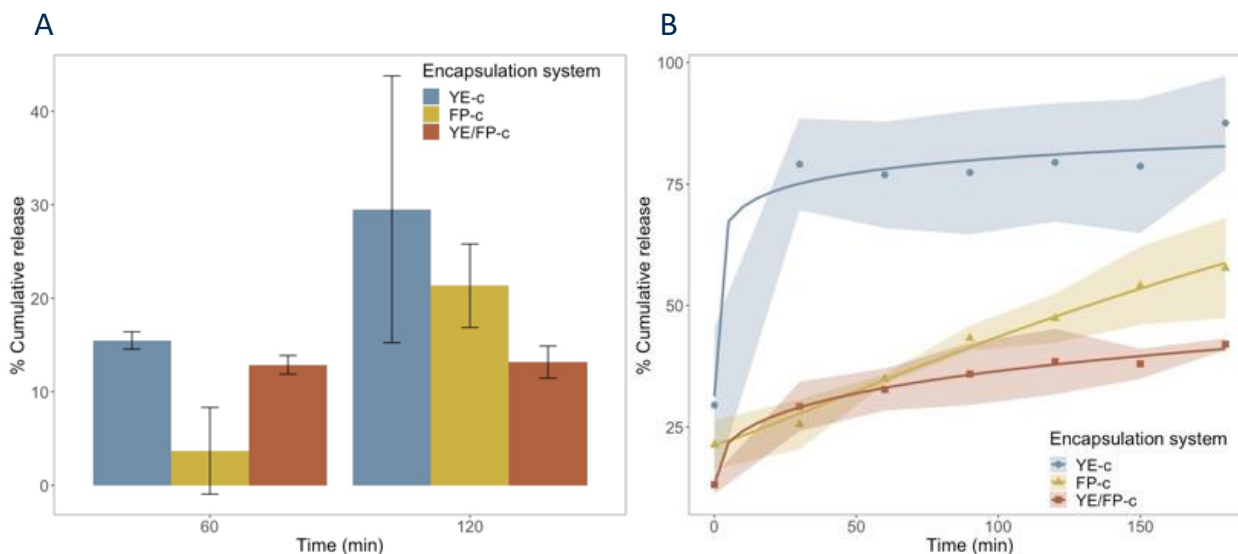 A
% Cumulative release
40
30
20
10
0
60
120
Time (min)
Encapsulation system
YE-c
FP-c
YE/FP-c
B
% Cumulative release
100
75
50
25
0
50
100
150
Time (min)
Encapsulation system
YE-c
FP-c
YE/FP-c